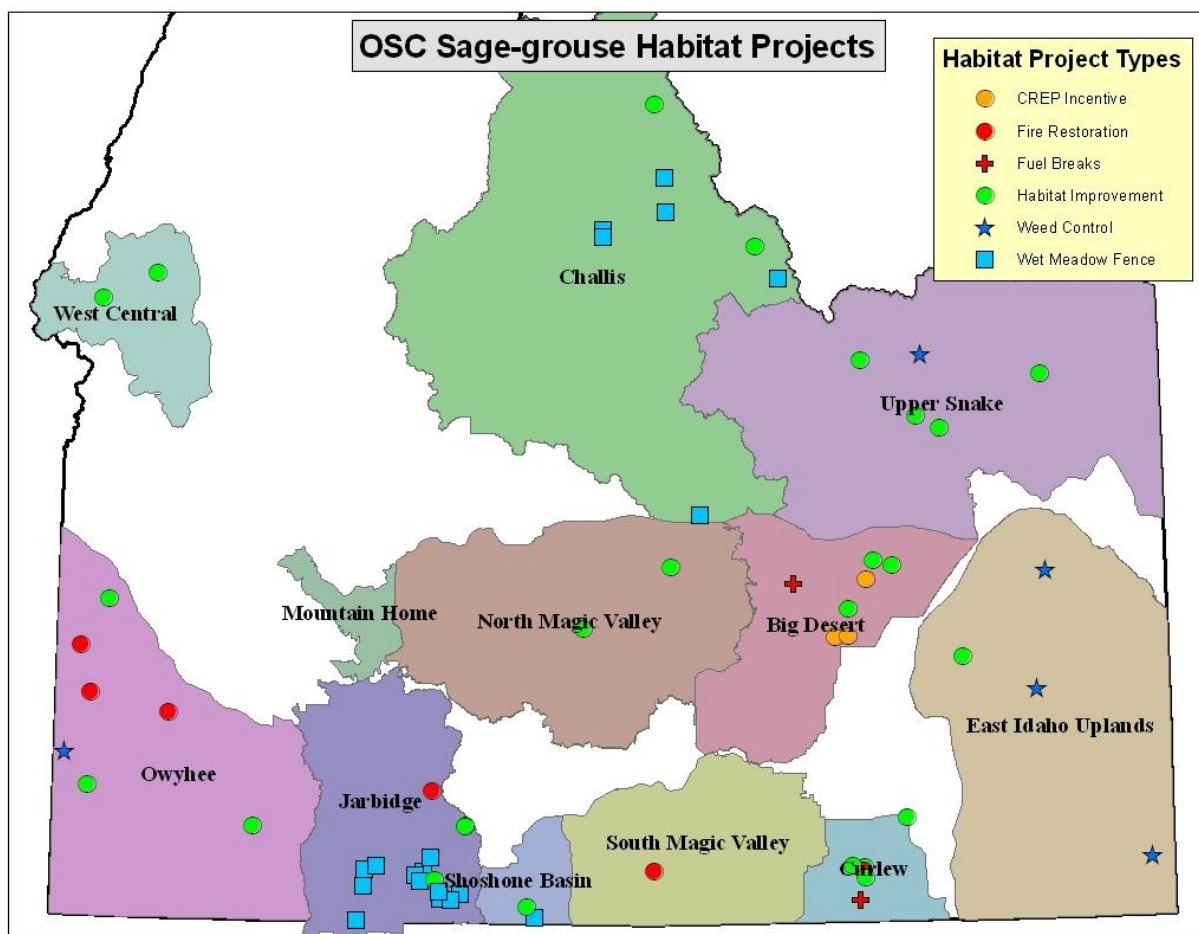 OSC Sage-grouse Habitat Projects
Habitat Project Types
CREP Incentive
Fire Restoration
Fuel Breaks
Habitat Improvement
Weed Control
Wet Meadow Fence
Challis
West Central
Upper Snake
Mountain Home
North Magic Valley
Big Desert
East Idaho Uplands
Owyhee
Jarbidge
South Magic Valley
Shoshone Basin
Curlew